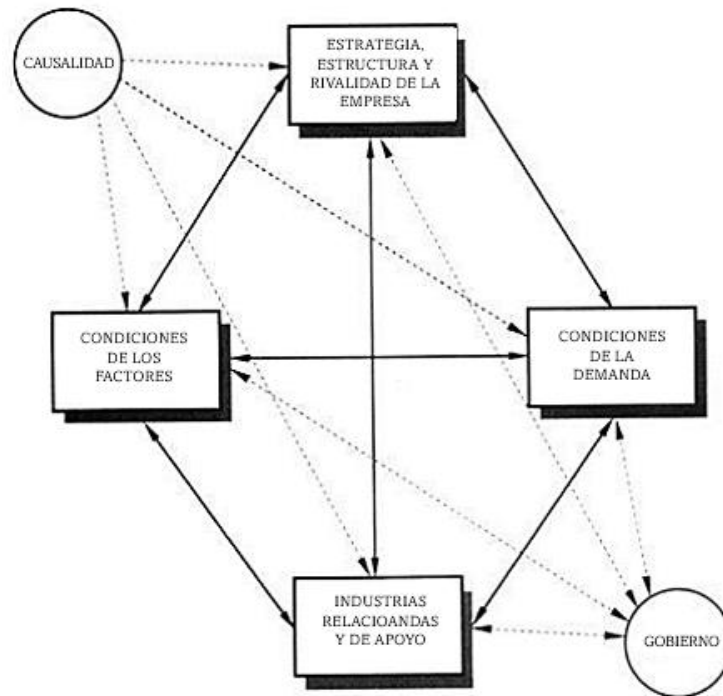 CAUSALIDAD
ESTRATEGIA,
ESTRUCTURA Y
RIVALIDAD DE LA
EMPRESA
CONDICIONES
DE LOS
FACTORES
CONDICIONES
DE LA
DEMANDA
INDUSTRIAS
RELACIOANDAS
Y DE APOYO
GOBIERNO